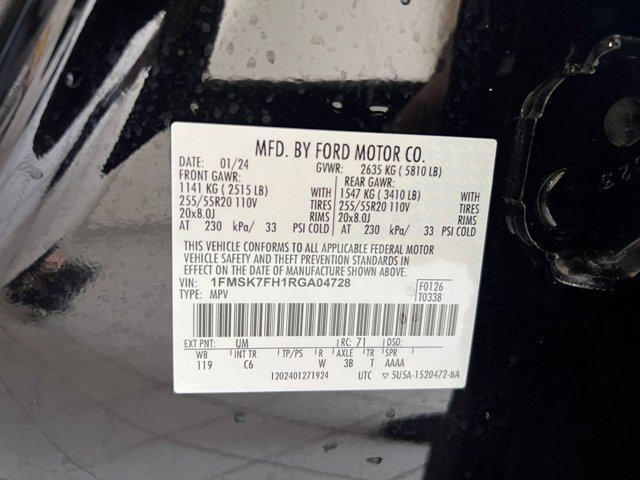 MFD. BY FORD MOTOR CO.
DATE: 01/24 GVWR: 2635 KG ( 5810 LB)
FRONT GAWR: REAR GAWR:
1141 KG ( 2515 LB) WITH 1547 KG ( 3410 LB) WITH
255/55R20 110V TIRES 255/55R20 110V TIRES
20x8.0J RIMS 20x8.0J RIMS
AT 230 kPa/ 33 PSI COLD AT 230 kPa/ 33 PSI COLD
THIS VEHICLE CONFORMS TO ALL APPLICABLE FEDERAL MOTOR
VEHICLE SAFETY AND THEFT PREVENTION STANDARDS IN
EFFECT ON THE DATE OF MANUFACTURE SHOWN ABOVE.
VIN: 1FMSK7FH1RGA04728 F0126
TYPE: MPV T0338
EXT PNT: UM RC: 71 DSO:
WB INT TR TP/PS R AXLE TR SPR
119 C6 W 3B T AAAA
1202401271924 UTC ▽ 5U5A-1520472-BA